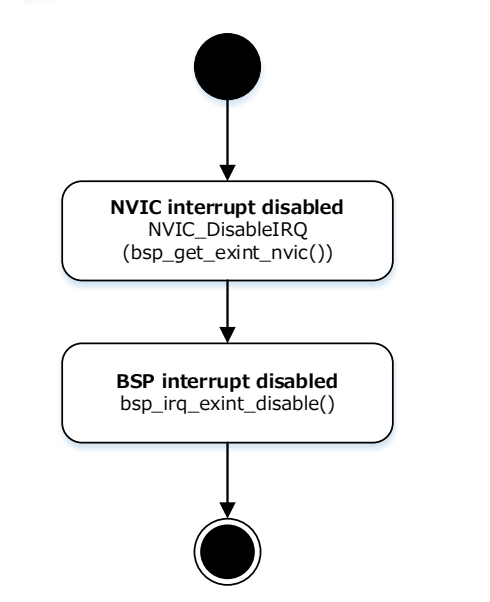 NVIC interrupt disabled
NVIC_DisableIRQ
(bsp_get_exint_nvic())
BSP interrupt disabled
bsp_irq_exint_disable()